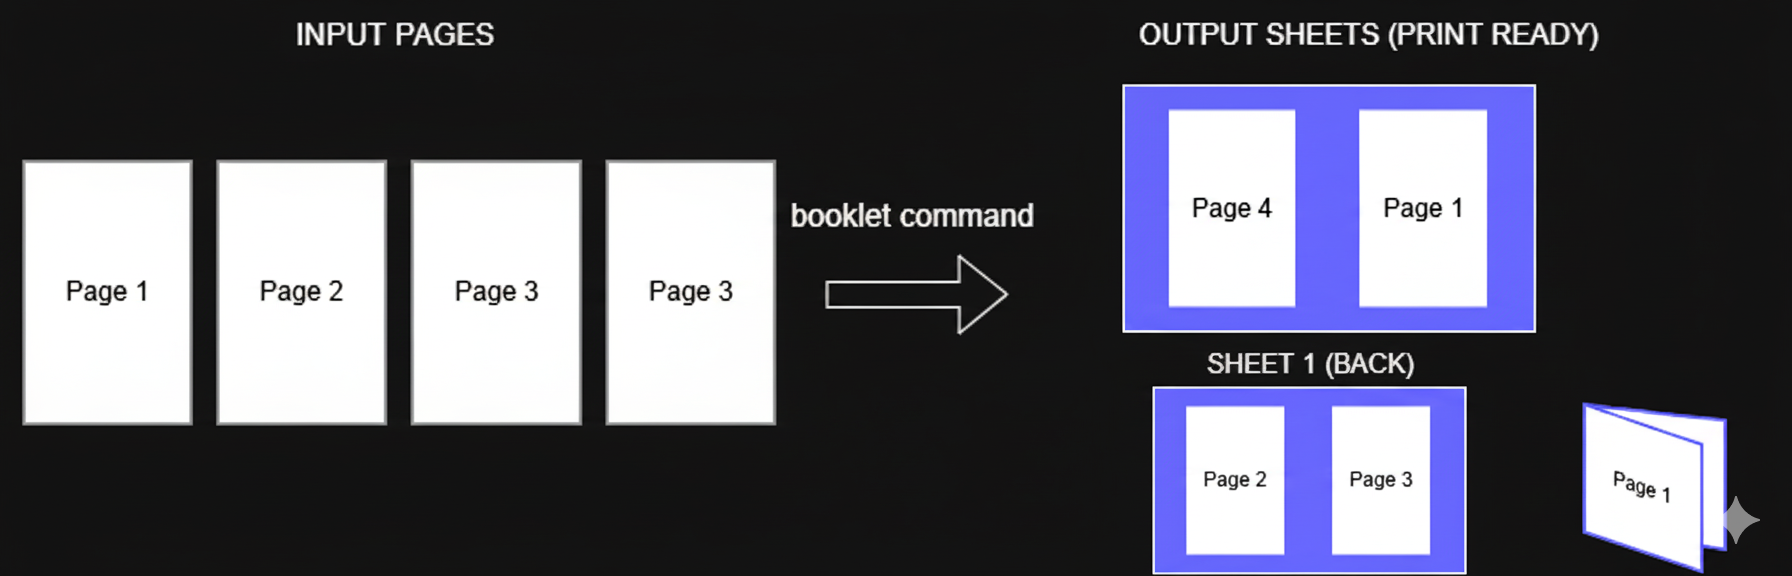 INPUT PAGES
OUTPUT SHEETS (PRINT READY)
Page 1
Page 2
Page 3
Page 3
booklet command
Page 4
Page 1
SHEET 1 (BACK)
Page 2
Page 3
Page 1